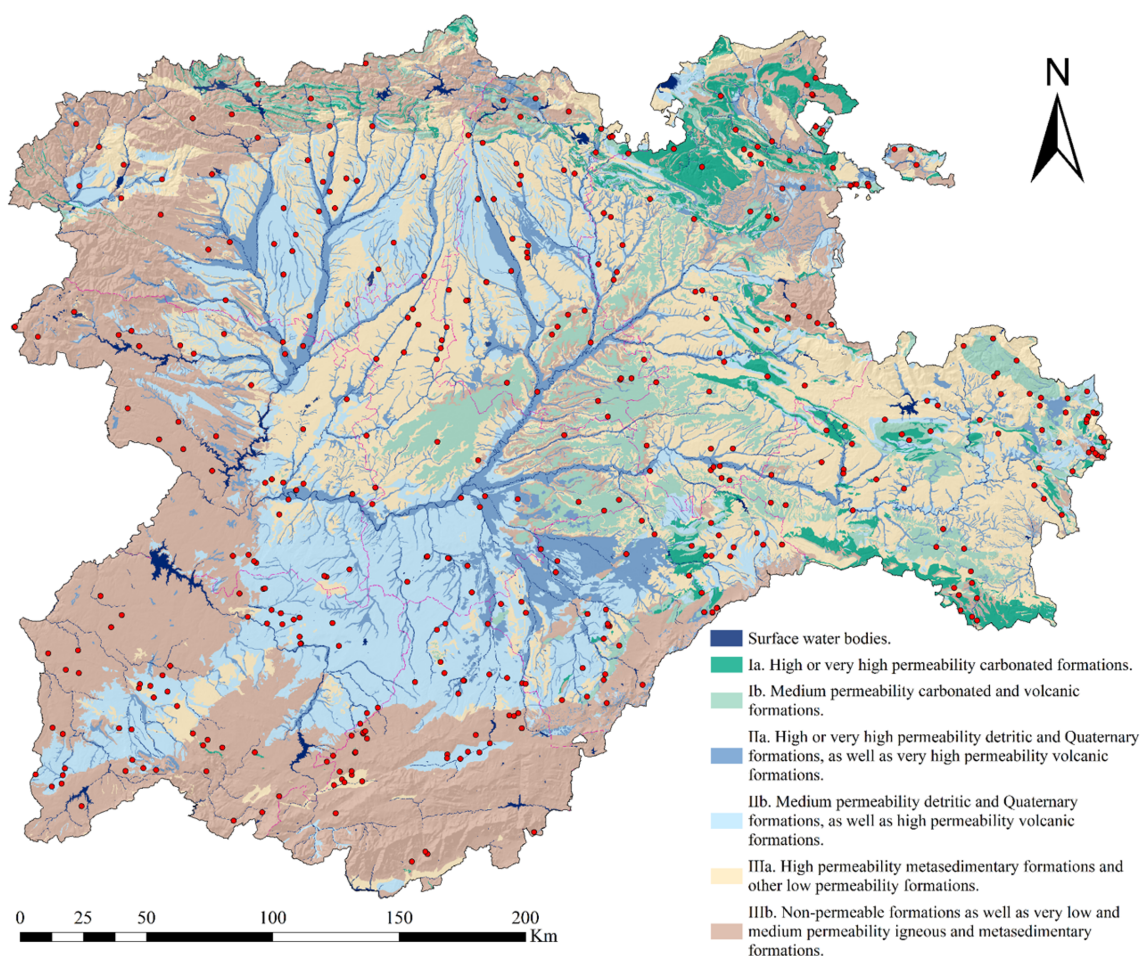 N
Surface water bodies.
Ia. High or very high permeability carbonated formations.
Ib. Medium permeability carbonated and volcanic
formations.
IIa. High or very high permeability detritic and Quaternary
formations, as well as very high permeability volcanic
formations.
IIb. Medium permeability detritic and Quaternary
formations, as well as high permeability volcanic
formations.
IIIa. High permeability metasedimentary formations and
other low permeability formations.
IIIb. Non-permeable formations as well as very low and
medium permeability igneous and metasedimentary
formations.
0 25 50 100 150 200
Km